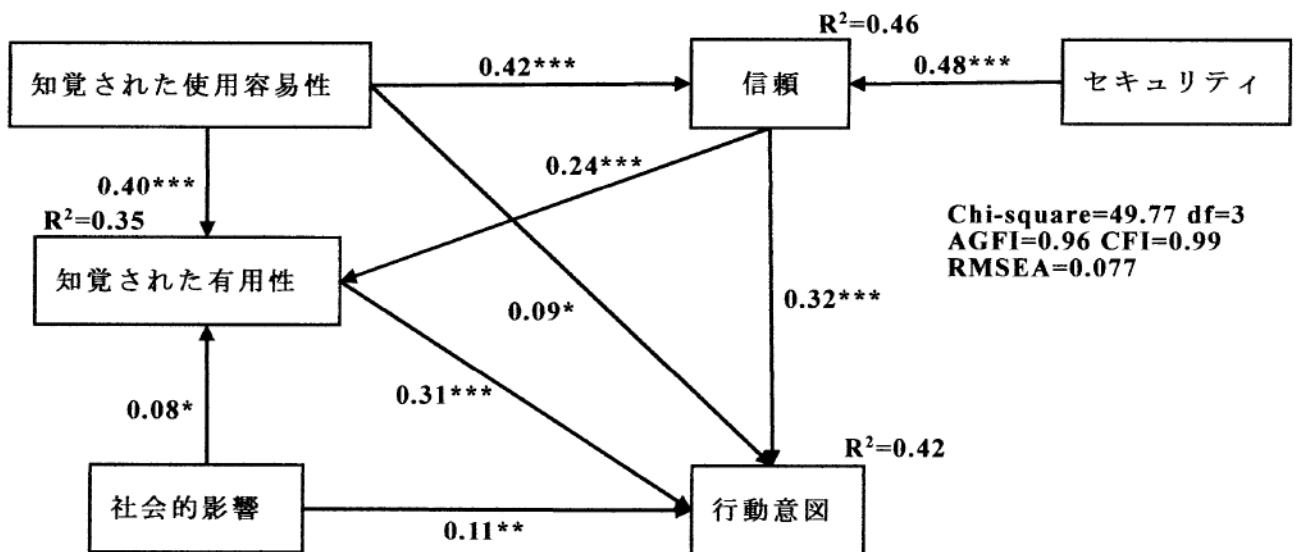 R²=0.46
知覚された使用容易性
0.42***
信頼
0.48***
セキュリティ
0.24***
0.40***
R²=0.35
Chi-square=49.77 df=3
AGFI=0.96 CFI=0.99
RMSEA=0.077
知覚された有用性
0.09*
0.32***
0.31***
0.08*
R²=0.42
社会的影響
0.11**
行動意図